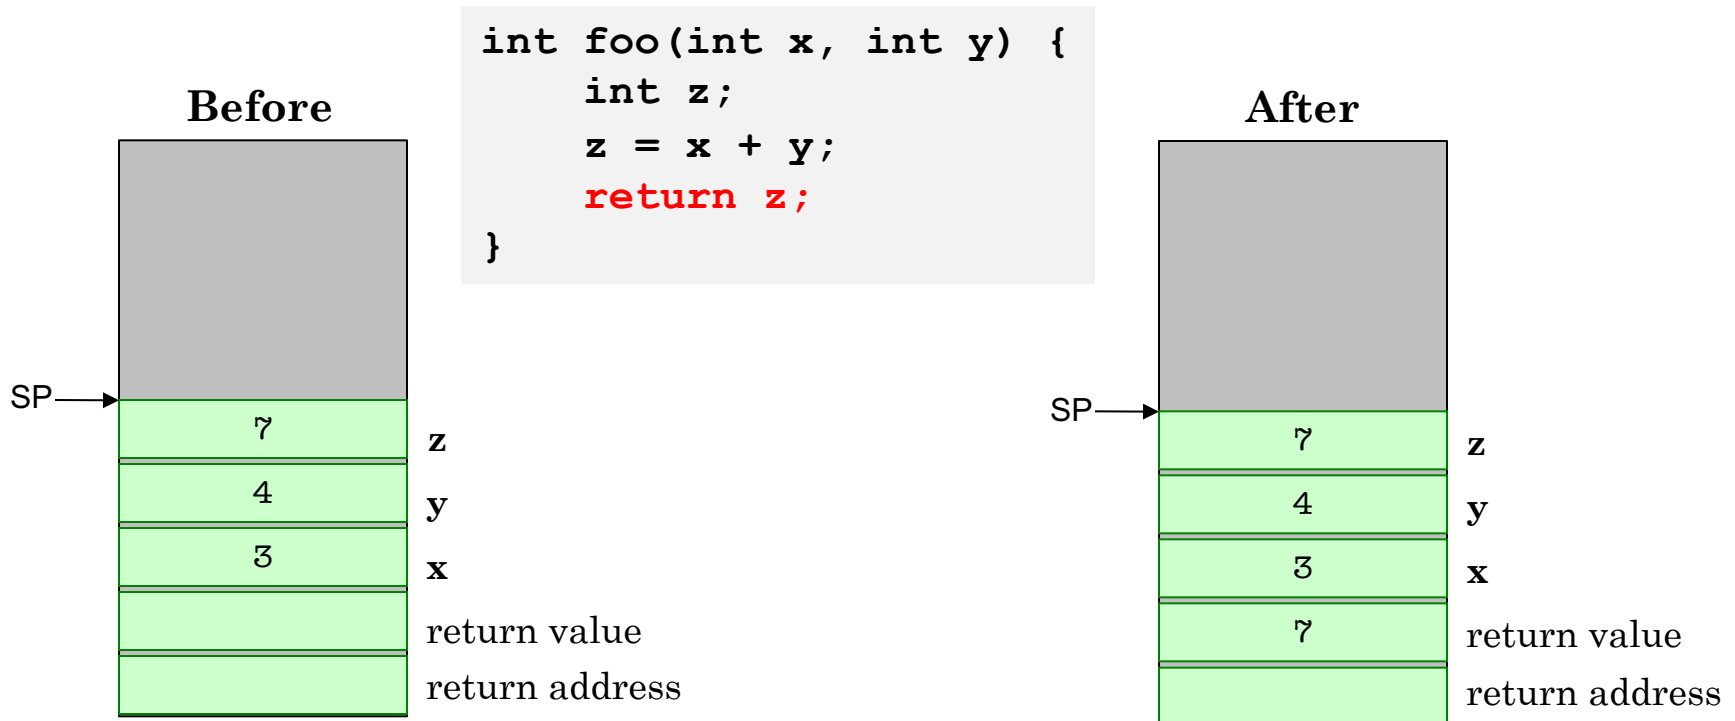 int foo(int x, int y) {
int z;
z = x + y;
return z;
}
Before
SP
7
z
4
y
3
x
return value
return address
After
SP
7
z
4
y
3
x
7
return value
return address